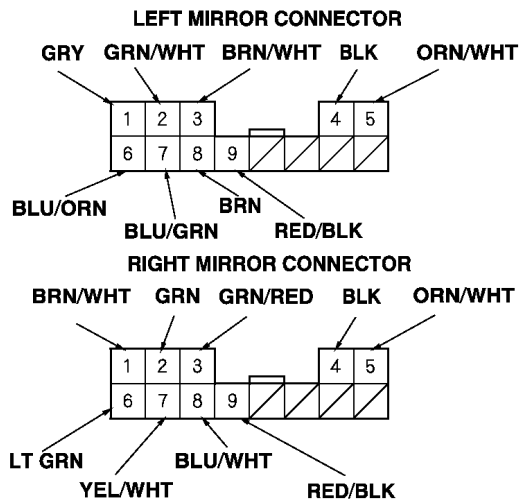 LEFT MIRROR CONNECTOR
GRY GRN/WHT BRN/WHT BLK ORN/WHT
1 2 3 4 5
6 7 8 9
BLU/ORN BRN
BLU/GRN RED/BLK
RIGHT MIRROR CONNECTOR
BRN/WHT GRN GRN/RED BLK ORN/WHT
1 2 3 4 5
6 7 8 9
LT GRN BLU/WHT
YEL/WHT RED/BLK